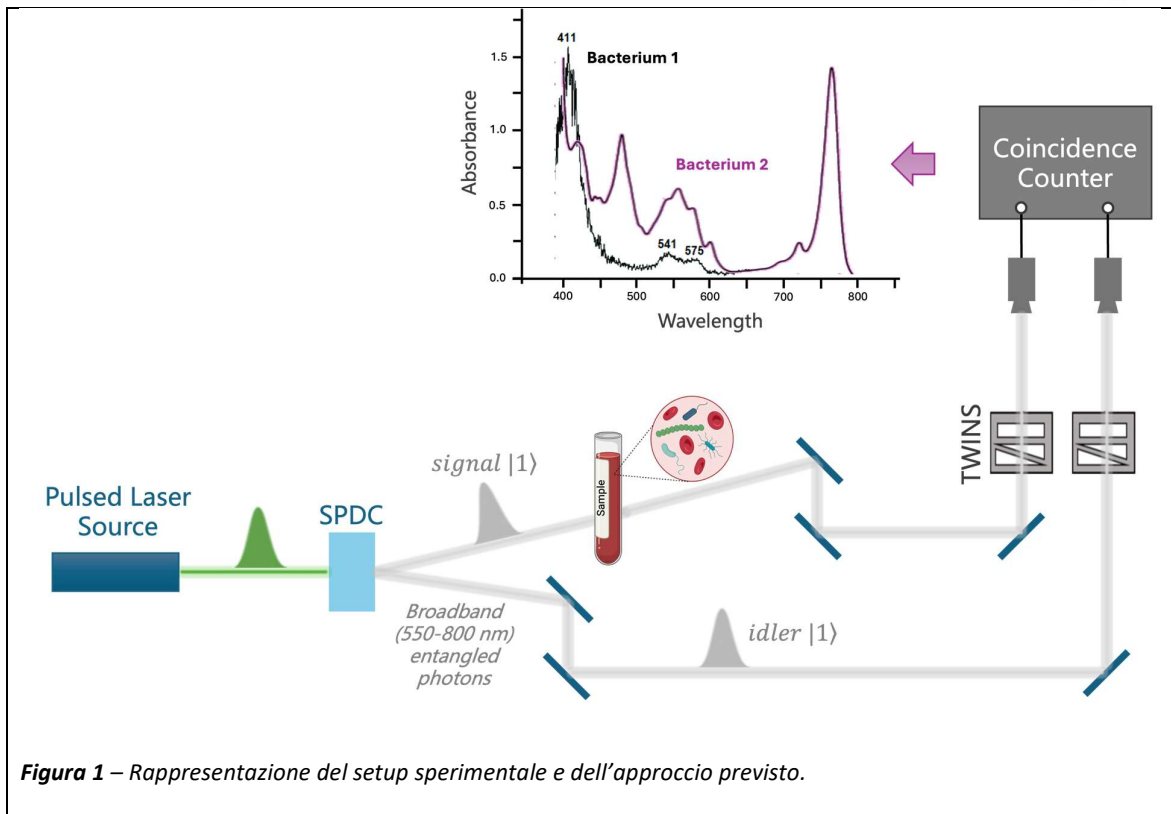 411
Bacterium 1
1.5
1.0
0.5
0.0
Absorbance
Bacterium 2
541
575
400
500
600
700
800
Wavelength
Coincidence
Counter
TWINS
signal |1⟩
Sample
Pulsed Laser
Source
SPDC
Broadband
(550-800 nm)
entangled
photons
idler |1⟩
Figura 1 – Rappresentazione del setup sperimentale e dell’approccio previsto.